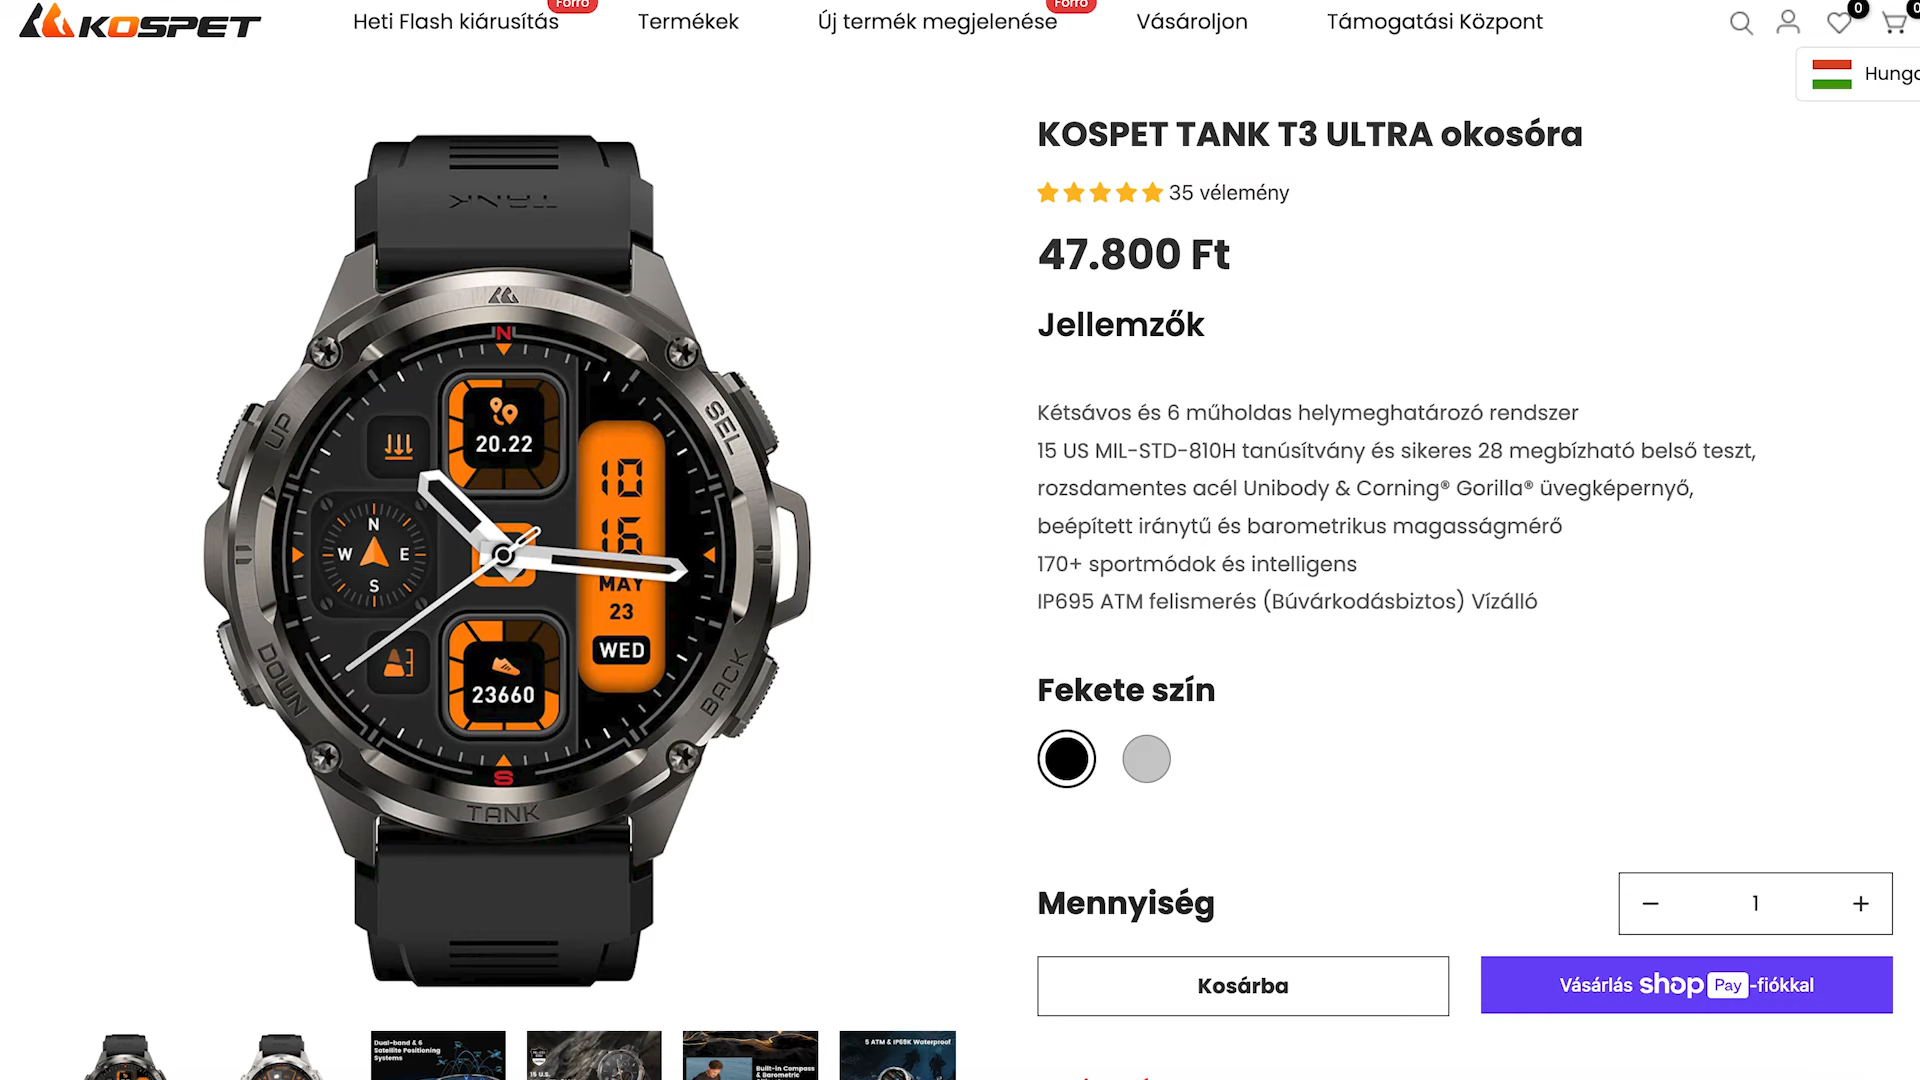 KOSPET
Heti Flash kiárusítás
Forró
Termékek
Új termék megjelenése
Forró
Vásároljon
Támogatási Központ
0
0
KOSPET TANK T3 ULTRA okosóra
35 vélemény
47.800 Ft
Jellemzők
Kétsávos és 6 műholdas helymeghatározó rendszer
15 US MIL-STD-810H tanúsítvány és sikeres 28 megbízható belső teszt,
rozsdamentes acél Unibody & Corning® Gorilla® üvegképernyő,
beépített iránytű és barometrikus magasságmérő
170+ sportmódok és intelligens
IP695 ATM felismerés (Búvárkodásbiztos) Vízálló
Fekete szín
Mennyiség
− 1 +
Kosárba
Vásárlás shop Pay-fiókkal
TANK
N
UP
SEL
20.22
10
15
N
W E
S
MAY
23
WED
23660
DOWN
BACK
S
TANK
Dual-band & 6
Satellite Positioning
Systems
15 U.S.
Built-in Compass
& Barometric
5 ATM & IP69K Waterproof